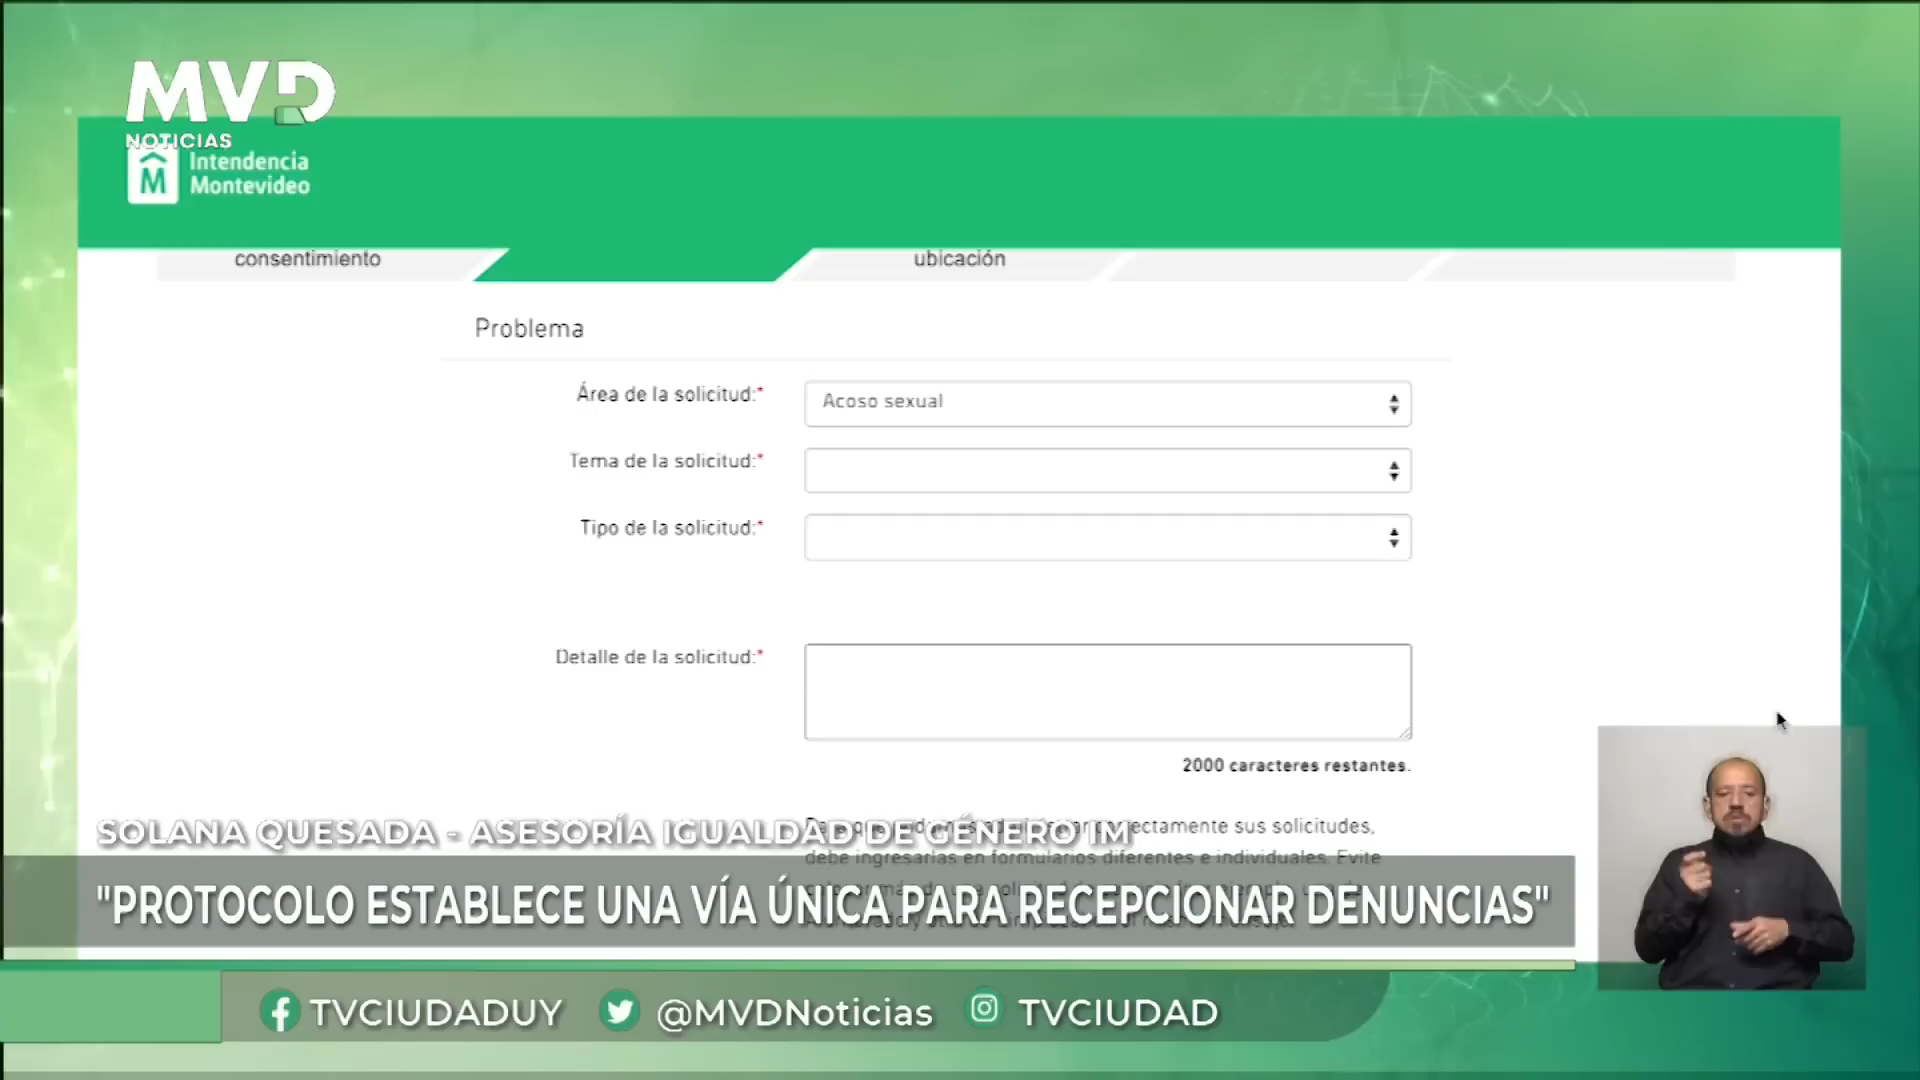 MVD
NOTICIAS
M Intendencia
Montevideo
consentimiento
ubicación
Problema
Área de la solicitud:*
Acoso sexual
Tema de la solicitud:*
Tipo de la solicitud:*
Detalle de la solicitud:*
2000 caracteres restantes.
correctamente sus solicitudes,
debe ingresarlas en formularios diferentes e individuales. Evite
SOLANA QUESADA - ASESORÍA IGUALDAD DE GÉNERO IM
"PROTOCOLO ESTABLECE UNA VÍA ÚNICA PARA RECEPCIONAR DENUNCIAS"
TVCIUDADUY @MVDNoticias TVCIUDAD